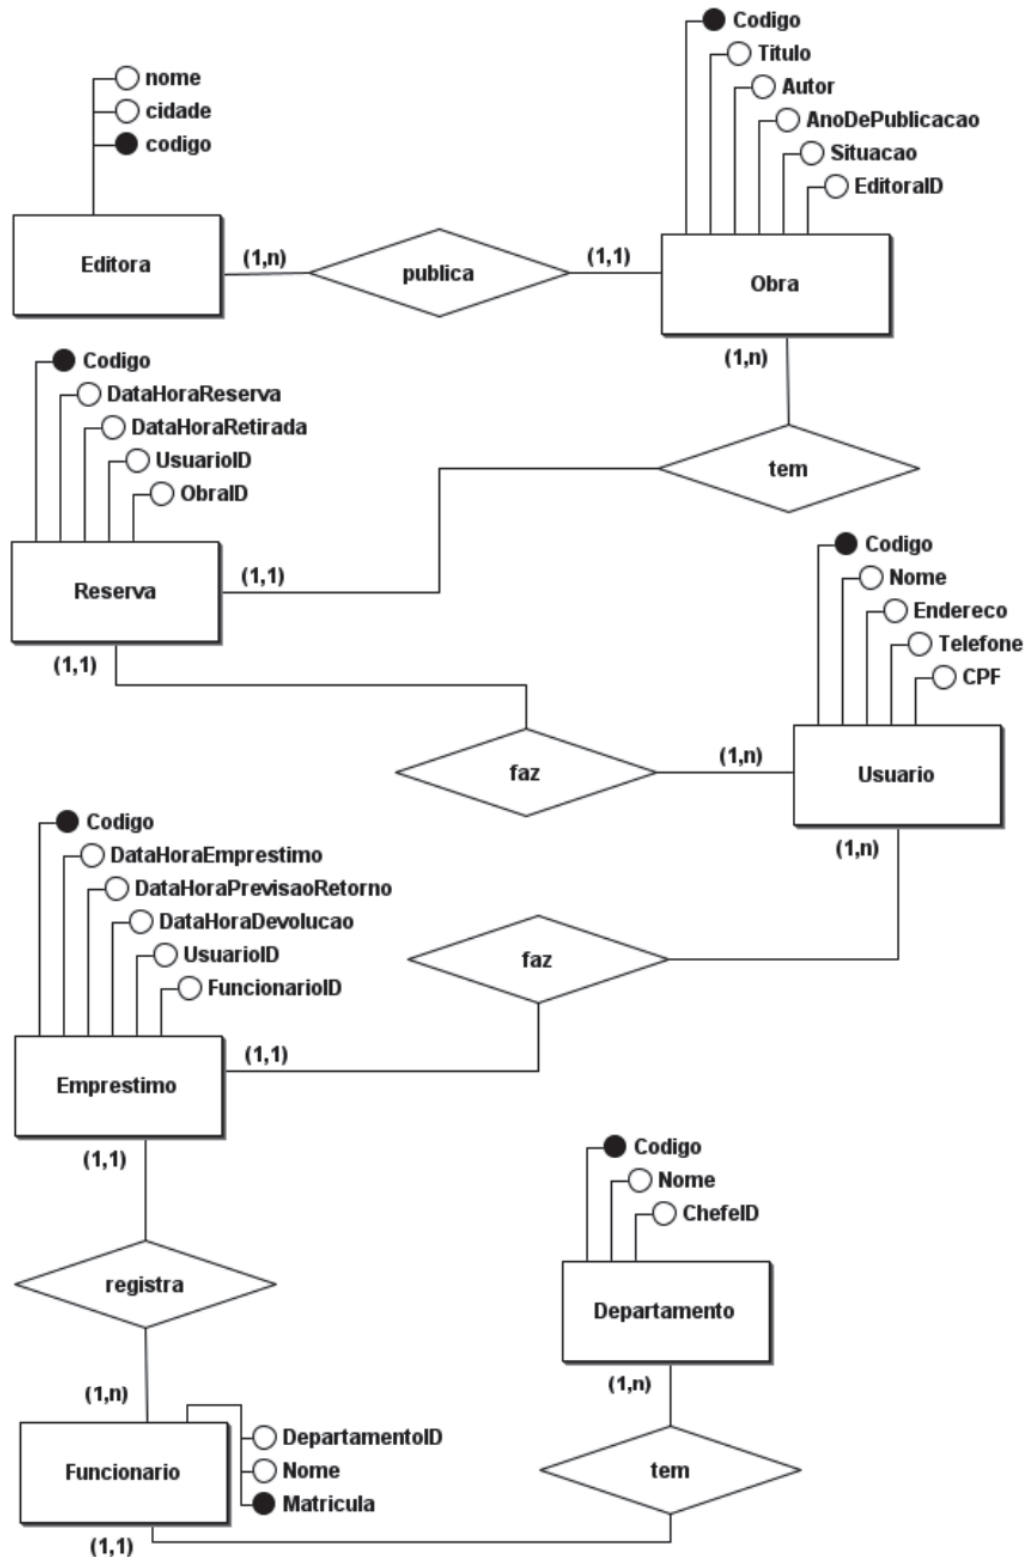 Codigo
Titulo
Autor
AnoDePublicacao
Situacao
EditoraID
nome
cidade
codigo
Editora
(1,n)
publica
(1,1)
Obra
(1,n)
Codigo
DataHoraReserva
DataHoraRetirada
UsuarioID
ObraID
tem
Reserva
(1,1)
(1,1)
Codigo
Nome
Endereco
Telefone
CPF
faz
(1,n)
Usuario
(1,n)
Codigo
DataHoraEmprestimo
DataHoraPrevisaoRetorno
DataHoraDevolucao
UsuarioID
FuncionarioID
faz
Emprestimo
(1,1)
(1,1)
Codigo
Nome
ChefeID
registra
Departamento
(1,n)
(1,n)
DepartamentoID
Nome
Matricula
Funcionario
tem
(1,1)